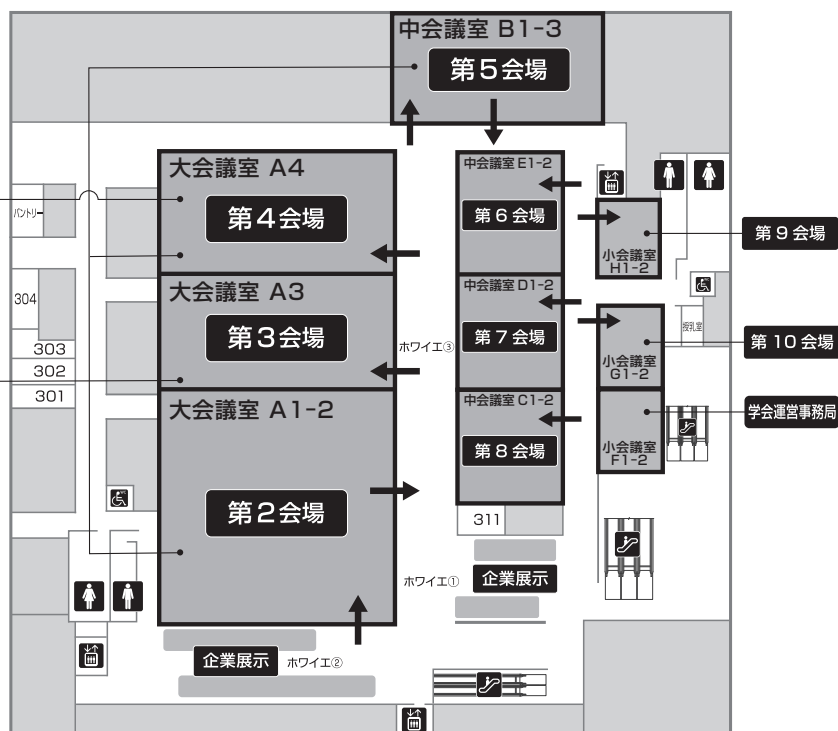 中会議室 B1-3
第5会場
大会議室 A4
第4会場
中会議室 E1-2
第6会場
小会議室
H1-2
第9会場
パントリー
大会議室 A3
第3会場
ホワイエ③
中会議室 D1-2
第7会場
小会議室
G1-2
授乳室
第10会場
304
303
302
301
大会議室 A1-2
第2会場
中会議室 C1-2
第8会場
小会議室
F1-2
学会運営事務局
311
ホワイエ①
企業展示
企業展示
ホワイエ②